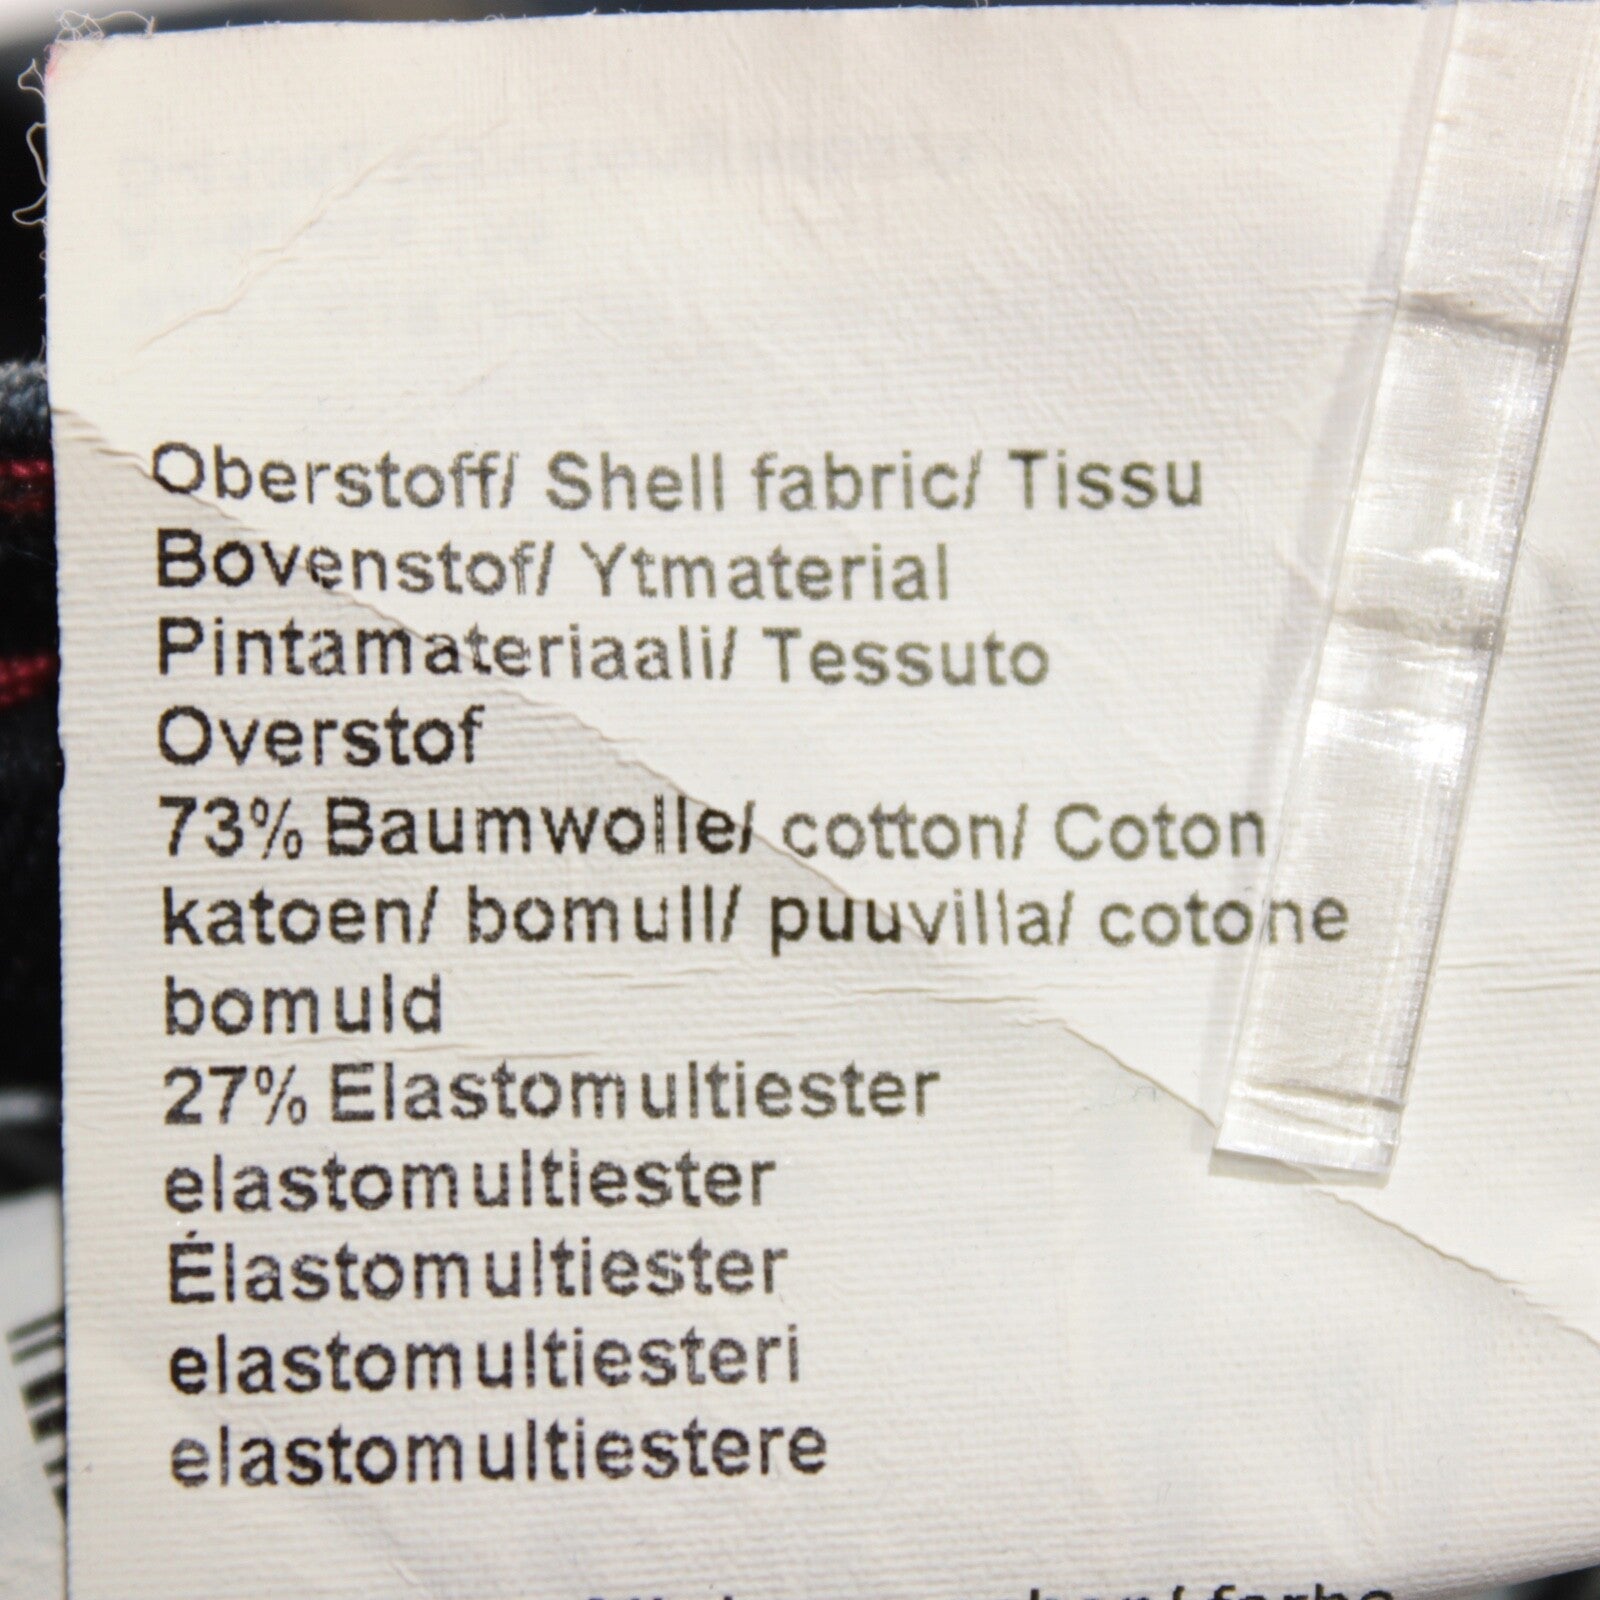 Oberstoff/ Shell fabric/ Tissu
Bovenstof/ Ytmaterial
Pintamateriaali/ Tessuto
Overstof
73% Baumwolle/ cotton/ Coton
katoen/ bomull/ puuvilla/ cotone
bomuld
27% Elastomultiester
elastomultiester
Élastomultiester
elastomultiesteri
elastomultiestere